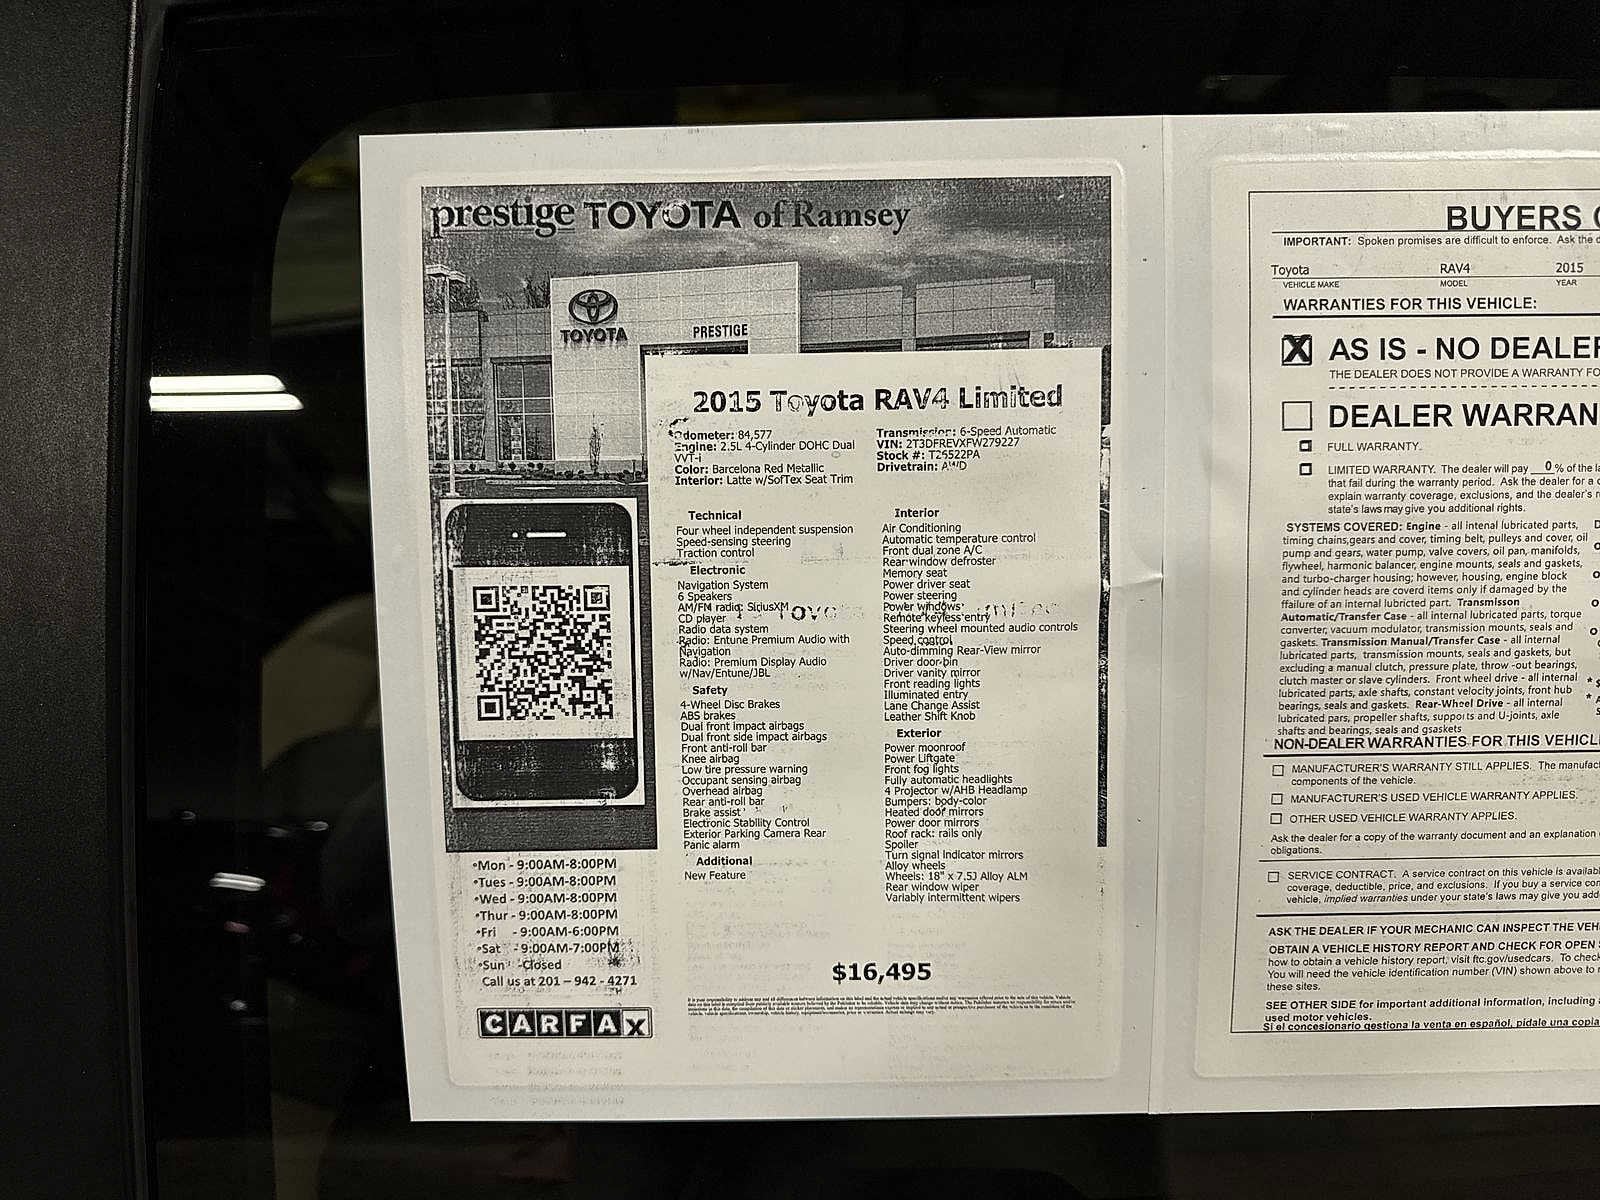 prestige TOYOTA of Ramsey
TOYOTA
PRESTIGE
2015 Toyota RAV4 Limited
Odometer: 84,577
Engine: 2.5L 4-Cylinder DOHC Dual
VVT-i
Color: Barcelona Red Metallic
Interior: Latte w/SofTex Seat Trim
Transmission: 6-Speed Automatic
VIN: 2T3DFREVXFW279227
Stock #: T25522PA
Drivetrain: AWD
Technical
Four wheel independent suspension
Speed-sensing steering
Traction control
Electronic
Navigation System
6 Speakers
AM/FM radio: SiriusXM
CD player
Radio data system
Radio: Entune Premium Audio with
Navigation
Radio: Premium Display Audio
w/Nav/Entune/JBL
Safety
4-Wheel Disc Brakes
ABS brakes
Dual front impact airbags
Dual front side impact airbags
Front anti-roll bar
Knee airbag
Low tire pressure warning
Occupant sensing airbag
Overhead airbag
Rear anti-roll bar
Brake assist
Electronic Stability Control
Exterior Parking Camera Rear
Panic alarm
Additional
New Feature
Interior
Air Conditioning
Automatic temperature control
Front dual zone A/C
Rear window defroster
Memory seat
Power driver seat
Power steering
Power windows
Remote keyless entry
Steering wheel mounted audio controls
Speed control
Auto-dimming Rear-View mirror
Driver door bin
Driver vanity mirror
Front reading lights
Illuminated entry
Lane Change Assist
Leather Shift Knob
Exterior
Power moonroof
Power Liftgate
Front fog lights
Fully automatic headlights
4 Projector w/AHB Headlamp
Bumpers: body-color
Heated door mirrors
Power door mirrors
Roof rack: rails only
Spoiler
Turn signal indicator mirrors
Alloy wheels
Wheels: 18" x 7.5J Alloy ALM
Rear window wiper
Variably intermittent wipers
$16,495
•Mon - 9:00AM-8:00PM
•Tues - 9:00AM-8:00PM
•Wed - 9:00AM-8:00PM
•Thur - 9:00AM-8:00PM
•Fri - 9:00AM-6:00PM
•Sat - 9:00AM-7:00PM
•Sun -Closed
Call us at 201 – 942 - 4271
CARFAX
BUYERS
IMPORTANT: Spoken promises are difficult to enforce. Ask the
Toyota RAV4 2015
VEHICLE MAKE MODEL YEAR
WARRANTIES FOR THIS VEHICLE:
X AS IS - NO DEALER
THE DEALER DOES NOT PROVIDE A WARRANTY FO
DEALER WARRAN
FULL WARRANTY.
LIMITED WARRANTY. The dealer will pay 0 % of the la
that fail during the warranty period. Ask the dealer for a c
explain warranty coverage, exclusions, and the dealer's r
state's laws may give you additional rights.
SYSTEMS COVERED: Engine - all intenal lubricated parts,
timing chains,gears and cover, timing belt, pulleys and cover, oil
pump and gears, water pump, valve covers, oil pan, manifolds,
flywheel, harmonic balancer, engine mounts, seals and gaskets,
and turbo-charger housing; however, housing, engine block
and cylinder heads are coverd items only if damaged by the
ffailure of an internal lubricted part. Transmisson
Automatic/Transfer Case - all internal lubricated parts, torque
converter, vacuum modulator, transmission mounts, seals and
gaskets. Transmission Manual/Transfer Case - all internal
lubricated parts, transmission mounts, seals and gaskets, but
excluding a manual clutch, pressure plate, throw -out bearings,
clutch master or slave cylinders. Front wheel drive - all internal
lubricated parts, axle shafts, constant velocity joints, front hub
bearings, seals and gaskets. Rear-Wheel Drive - all internal
lubricated pars, propeller shafts, supports and U-joints, axle
shafts and bearings, seals and gsaskets
NON-DEALER WARRANTIES FOR THIS VEHICL
MANUFACTURER'S WARRANTY STILL APPLIES. The manufac
components of the vehicle.
MANUFACTURER'S USED VEHICLE WARRANTY APPLIES.
OTHER USED VEHICLE WARRANTY APPLIES.
Ask the dealer for a copy of the warranty document and an explanation
obligations.
SERVICE CONTRACT. A service contract on this vehicle is availab
coverage, deductible, price, and exclusions. If you buy a service con
vehicle, implied warranties under your state's laws may give you add
ASK THE DEALER IF YOUR MECHANIC CAN INSPECT THE VEH
OBTAIN A VEHICLE HISTORY REPORT AND CHECK FOR OPEN S
how to obtain a vehicle history report, visit ftc.gov/usedcars. To check
You will need the vehicle identification number (VIN) shown above to
these sites.
SEE OTHER SIDE for important additional information, including a
used motor vehicles.
Si el concesionario gestiona la venta en español, pídale una copia